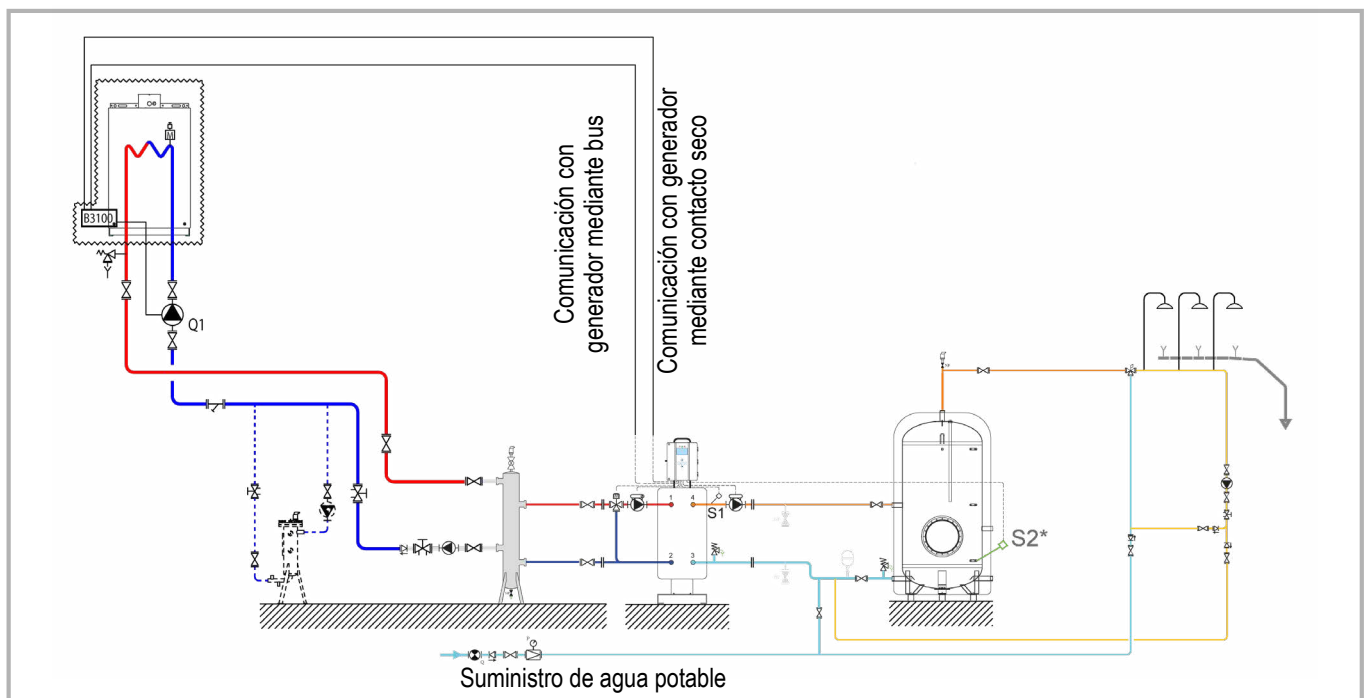 Comunicación con
generador mediante bus
Comunicación con generador
mediante contacto seco
M
B3100
Q1
1
4
S1
2
3
S2*
Suministro de agua potable